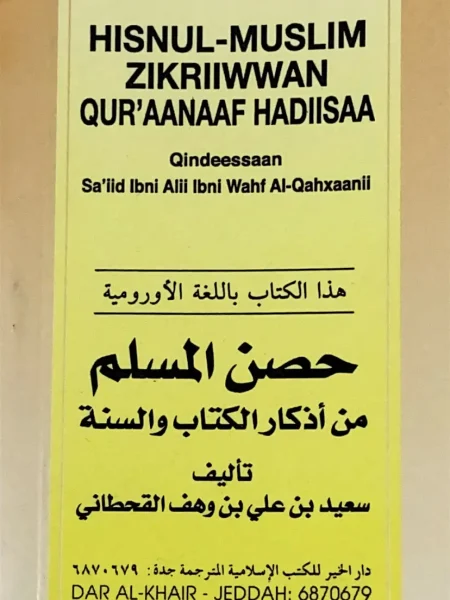 HISNUL-MUSLIM
ZIKRIIWWAN
QUR'AANAAF HADIISAA
Qindeessaan
Sa'iid Ibni Alii Ibni Wahf Al-Qahxaanii
هذا الكتاب باللغة الأورومية
حصن المسلم
من أذكار الكتاب والسنة
تأليف
سعيد بن علي بن وهف القحطاني
دار الخير للكتب الإسلامية المترجمة جدة: ٦٨٧٠٦٧٩
DAR AL-KHAIR - JEDDAH: 6870679